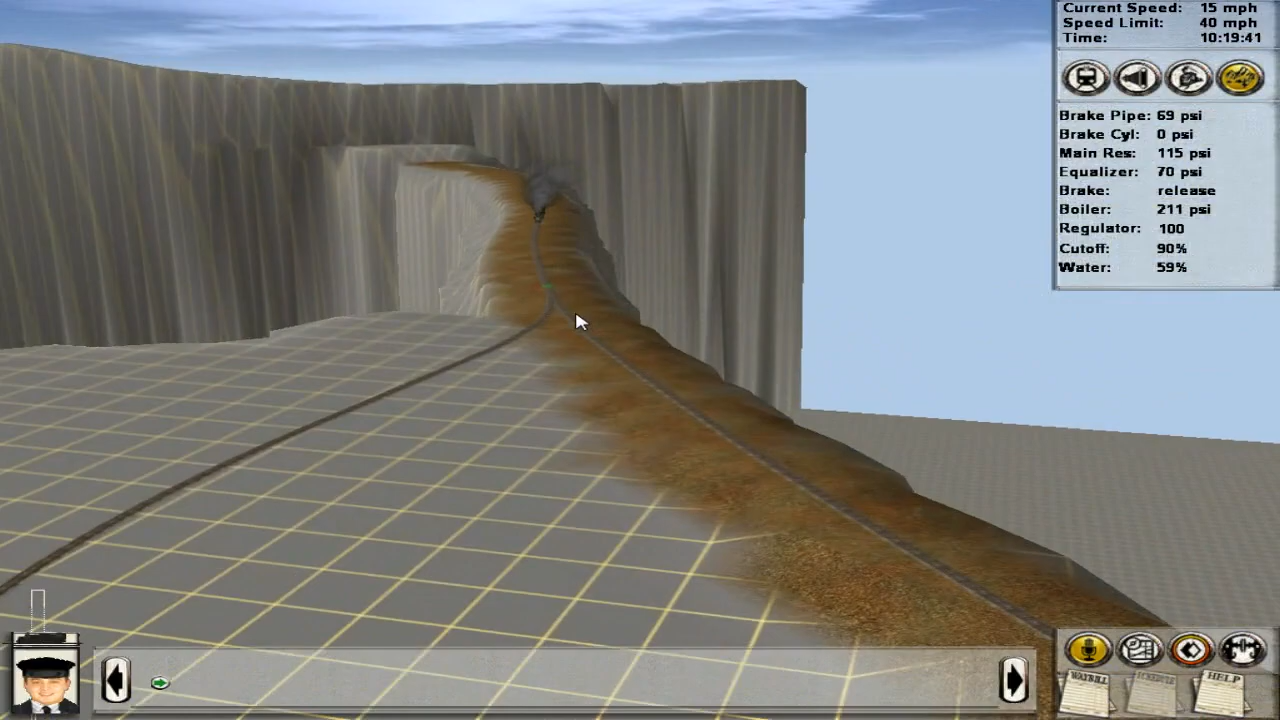 Current Speed: 15 mph
Speed Limit: 40 mph
Time: 10:19:41
Brake Pipe: 69 psi
Brake Cyl: 0 psi
Main Res: 115 psi
Equalizer: 70 psi
Brake: release
Boiler: 211 psi
Regulator: 100
Cutoff: 90%
Water: 59%
WAYBILL SCHEDULE HELP